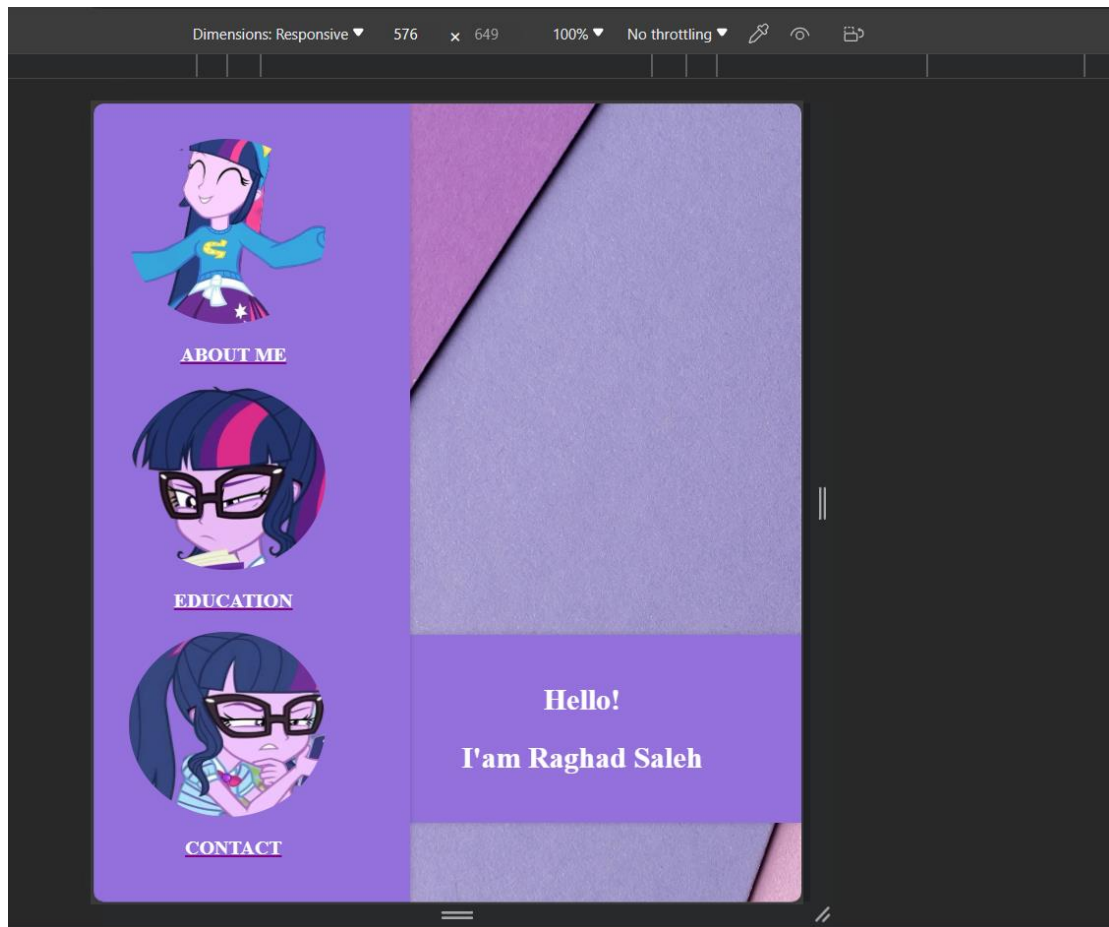 Dimensions: Responsive 576 × 649 100% No throttling
ABOUT ME
EDUCATION
CONTACT
Hello!
I'am Raghad Saleh